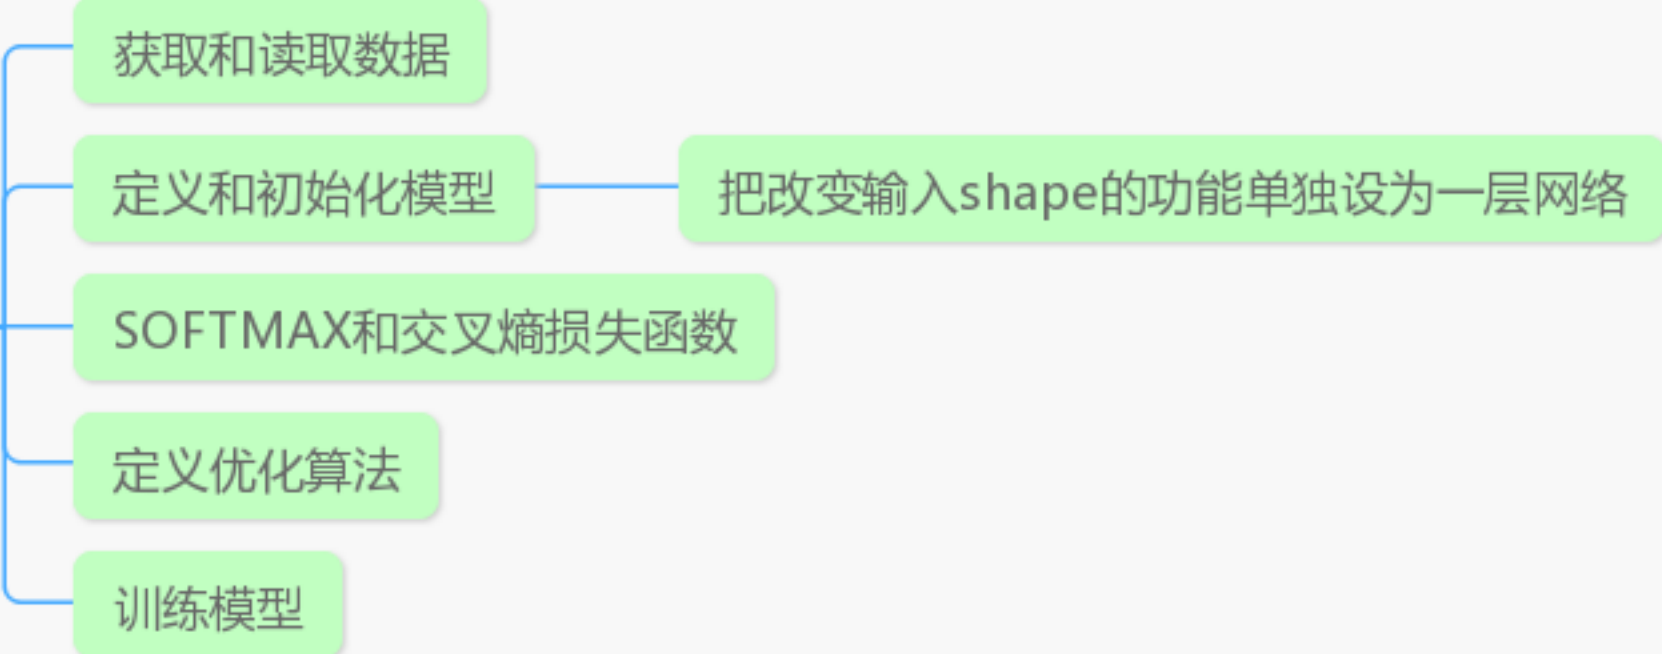 获取和读取数据
定义和初始化模型
把改变输入shape的功能单独设为一层网络
SOFTMAX和交叉熵损失函数
定义优化算法
训练模型